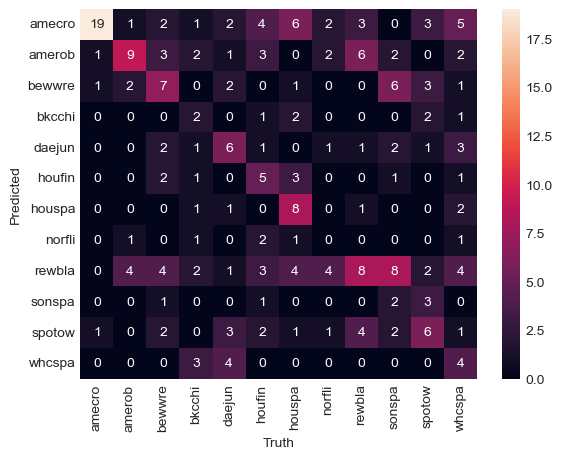 amecro 19 1 2 1 2 4 6 2 3 0 3 5
amerob 1 9 3 2 1 3 0 2 6 2 0 2
bewwre 1 2 7 0 2 0 1 0 0 6 3 1
bkcchi 0 0 0 2 0 1 2 0 0 0 2 1
daejun 0 0 2 1 6 1 0 1 1 2 1 3
houfin 0 0 2 1 0 5 3 0 0 1 0 1
houspa 0 0 0 1 1 0 8 0 1 0 0 2
norfli 0 1 0 1 0 2 1 0 0 0 0 1
rewbla 0 4 4 2 1 3 4 4 8 8 2 4
sonspa 0 0 1 0 0 1 0 0 0 2 3 0
spotow 1 0 2 0 3 2 1 1 4 2 6 1
whcspa 0 0 0 3 4 0 0 0 0 0 0 4
amecro amerob bewwre bkcchi daejun houfin houspa norfli rewbla sonspa spotow whcspa
Truth
Predicted
17.5
15.0
12.5
10.0
7.5
5.0
2.5
0.0